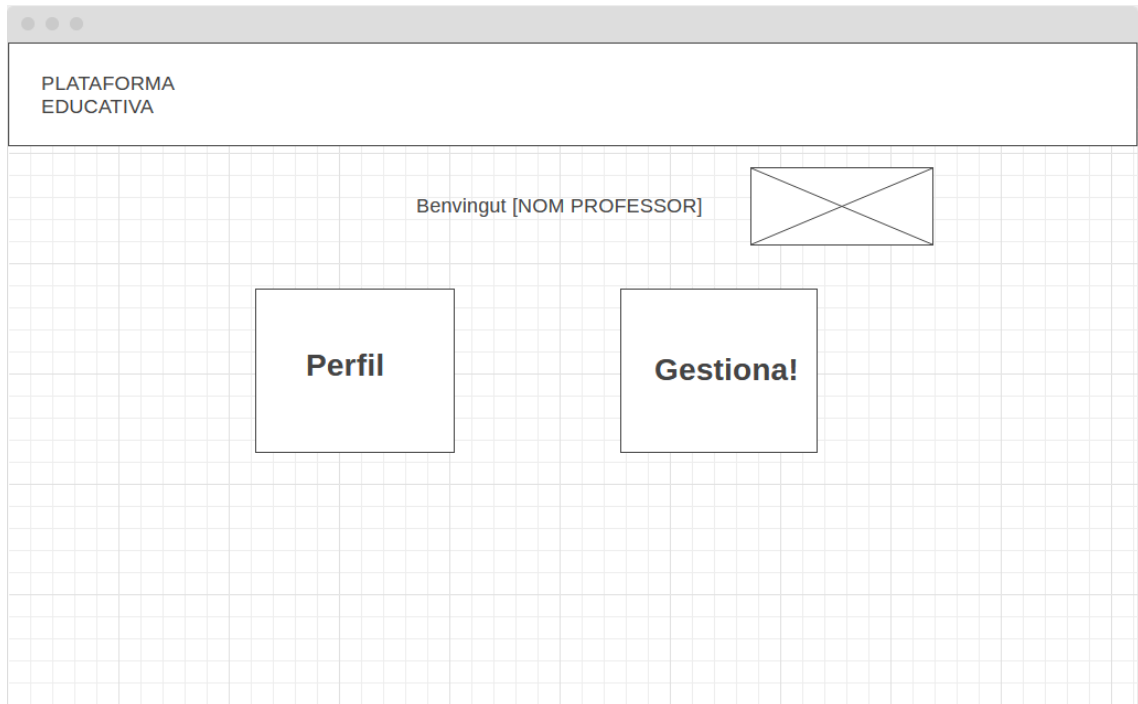 PLATAFORMA
EDUCATIVA
Benvingut [NOM PROFESSOR]
Perfil
Gestiona!